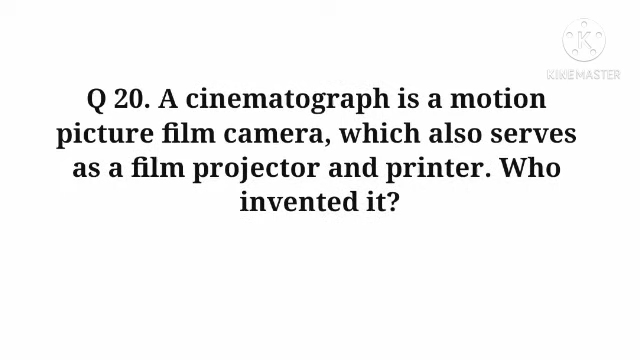 KINEMASTER
Q 20. A cinematograph is a motion
picture film camera, which also serves
as a film projector and printer. Who
invented it?